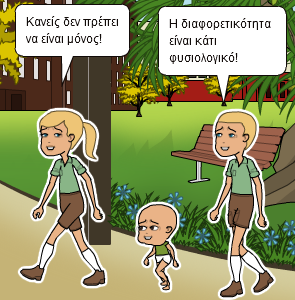 Κανείς δεν πρέπει
να είναι μόνος!
Η διαφορετικότητα
είναι κάτι
φυσιολογικό!